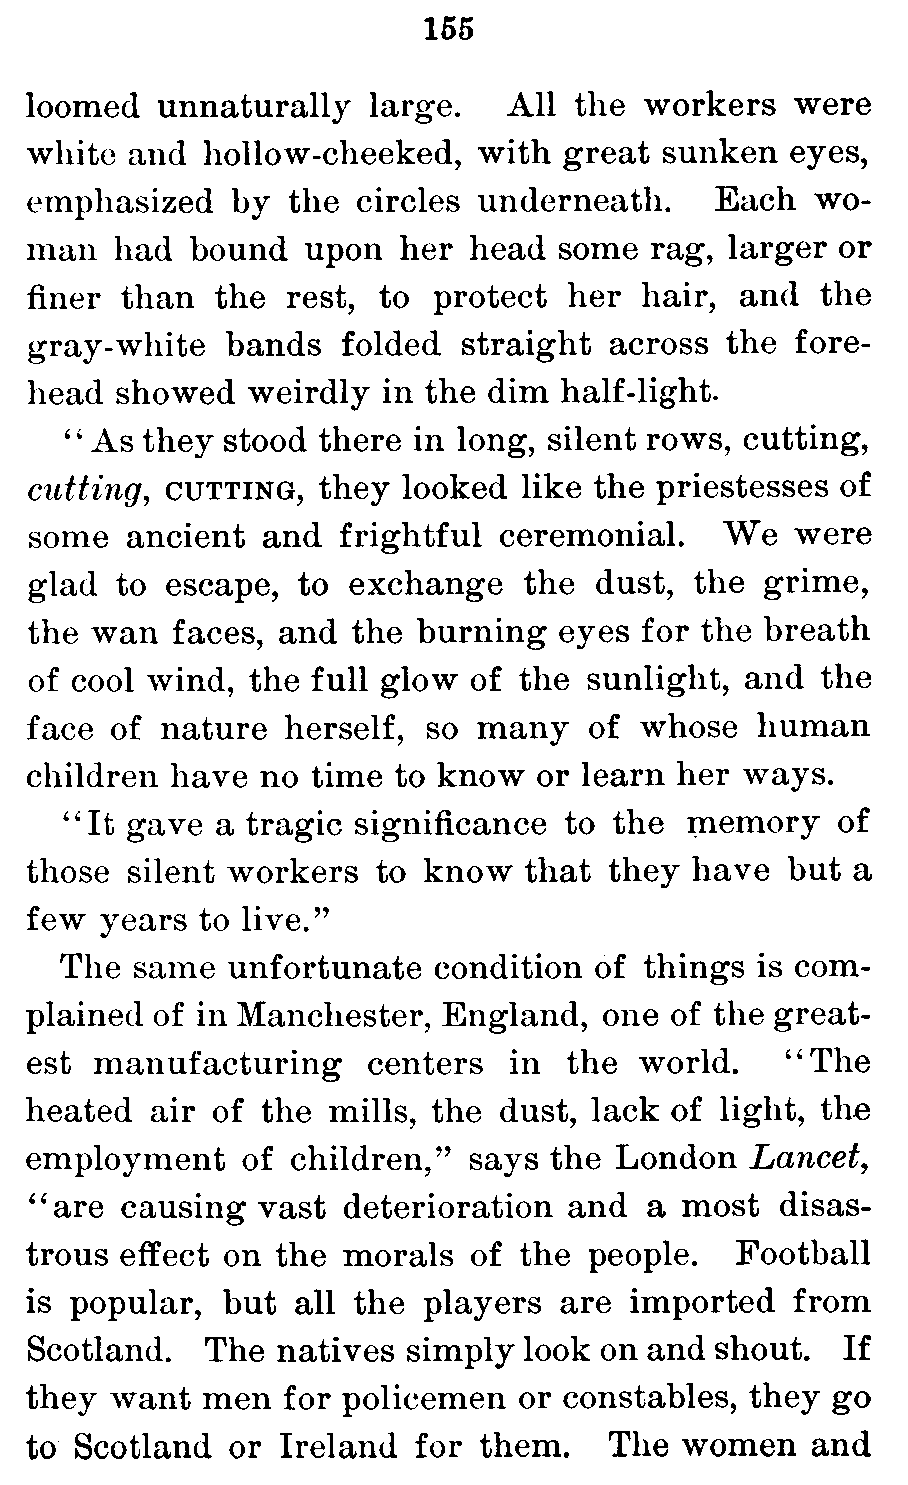 155
loomed unnaturally large. All the workers were
white and hollow-cheeked, with great sunken eyes,
emphasized by the circles underneath. Each wo-
man had bound upon her head some rag, larger or
finer than the rest, to protect her hair, and the
gray-white bands folded straight across the fore-
head showed weirdly in the dim half-light.
“As they stood there in long, silent rows, cutting,
cutting, CUTTING, they looked like the priestesses of
some ancient and frightful ceremonial. We were
glad to escape, to exchange the dust, the grime,
the wan faces, and the burning eyes for the breath
of cool wind, the full glow of the sunlight, and the
face of nature herself, so many of whose human
children have no time to know or learn her ways.
“It gave a tragic significance to the memory of
those silent workers to know that they have but a
few years to live.”
The same unfortunate condition of things is com-
plained of in Manchester, England, one of the great-
est manufacturing centers in the world. “The
heated air of the mills, the dust, lack of light, the
employment of children,” says the London Lancet,
“are causing vast deterioration and a most disas-
trous effect on the morals of the people. Football
is popular, but all the players are imported from
Scotland. The natives simply look on and shout. If
they want men for policemen or constables, they go
to Scotland or Ireland for them. The women and